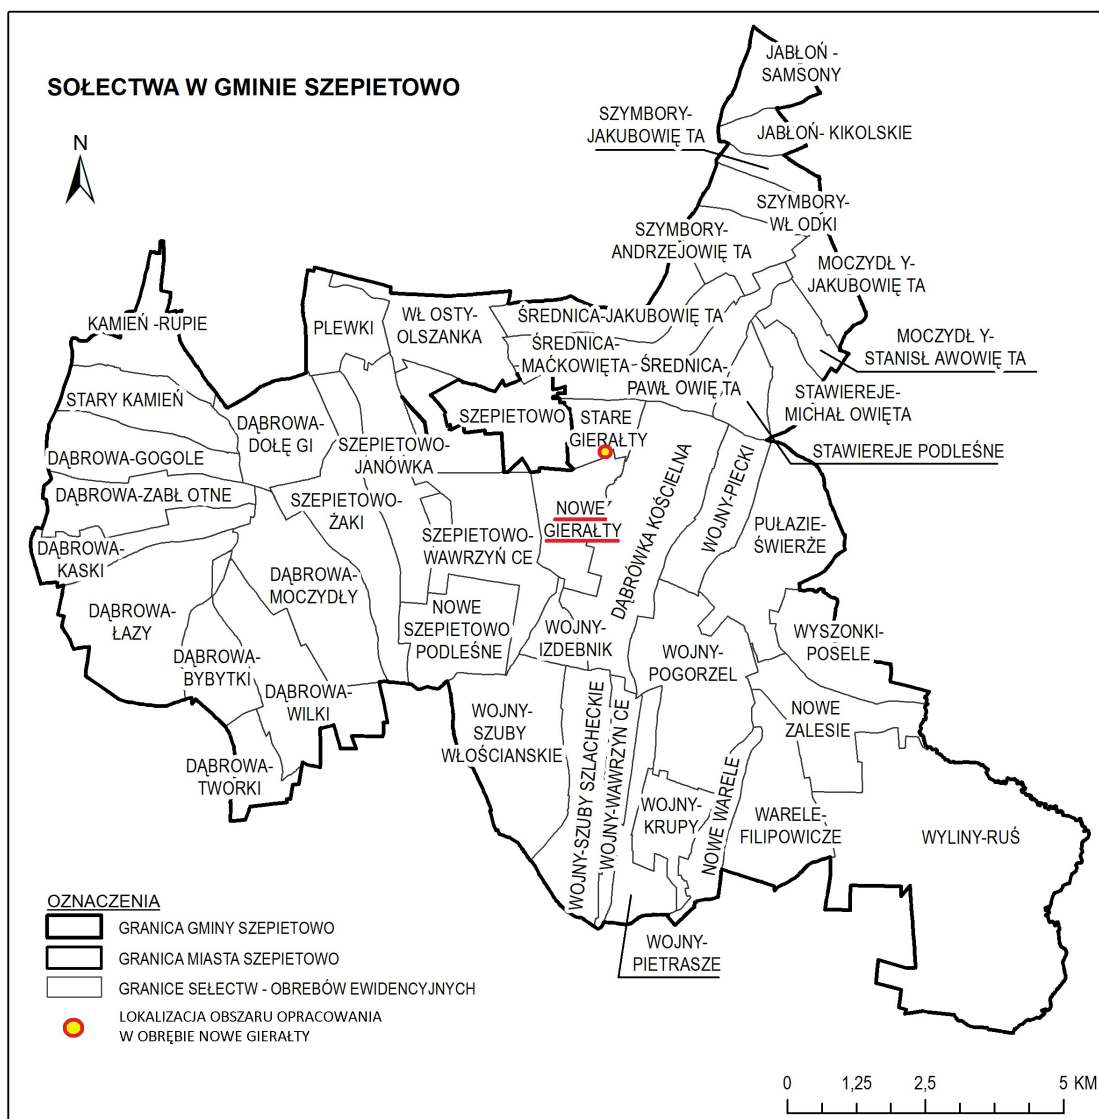 SOŁECTWA W GMINIE SZEPIETOWO
N
JABŁOŃ -
SAMSONY
SZYMBORY-
JAKUBOWIĘ TA
JABŁOŃ- KIKOLSKIE
SZYMBORY-
WŁ ODKI
SZYMBORY-
ANDRZEJOWIĘ TA
MOCZYDŁ Y-
JAKUBOWIĘ TA
KAMIEŃ -RUPIE
PLEWKI
WŁ OSTY-
OLSZANKA
ŚREDNICA-JAKUBOWIĘ TA
MOCZYDŁ Y-
STANISŁ AWOWIĘ TA
ŚREDNICA-
MAĆKOWIĘTA
ŚREDNICA-
PAWŁ OWIĘ TA
STAWIEREJE-
MICHAŁ OWIĘTA
STARY KAMIEŃ
DĄBROWA-
DOŁĘ GI
SZEPIETOWO
STARE
GIERAŁTY
SZEPIETOWO-
JANÓWKA
STAWIEREJE PODLEŚNE
DĄBROWA-GOGOLE
DĄBROWA-ZABŁ OTNE
SZEPIETOWO-
ŻAKI
NOWE
GIERAŁTY
DĄBRÓWKA KOŚCIELNA
WOJNY-PIECKI
PUŁAZIE-
ŚWIERŻE
SZEPIETOWO-
WAWRZYŃ CE
DĄBROWA-
KASKI
DĄBROWA-
MOCZYDŁY
DĄBROWA-
ŁAZY
NOWE
SZEPIETOWO
PODLEŚNE
WOJNY-
IZDEBNIK
WOJNY-
POGORZEL
WYSZONKI-
POSELE
DĄBROWA-
BYBYTKI
DĄBROWA-
WILKI
WOJNY-
SZUBY
WŁOŚCIANSKIE
WOJNY-SZUBY SZLACHECKIE
WOJNY-WAWRZYŃ CE
NOWE
ZALESIE
DĄBROWA-
TWORKI
WOJNY-
KRUPY
NOWE WARELE
WARELE-
FILIPOWICZE
WYLINY-RUŚ
WOJNY-
PIETRASZE
OZNACZENIA
GRANICA GMINY SZEPIETOWO
GRANICA MIASTA SZEPIETOWO
GRANICE SEŁECTW - OBRĘBÓW EWIDENCYJNYCH
LOKALIZACJA OBSZARU OPRACOWANIA
W OBRĘBIE NOWE GIERAŁTY
0 1,25 2,5 5 KM